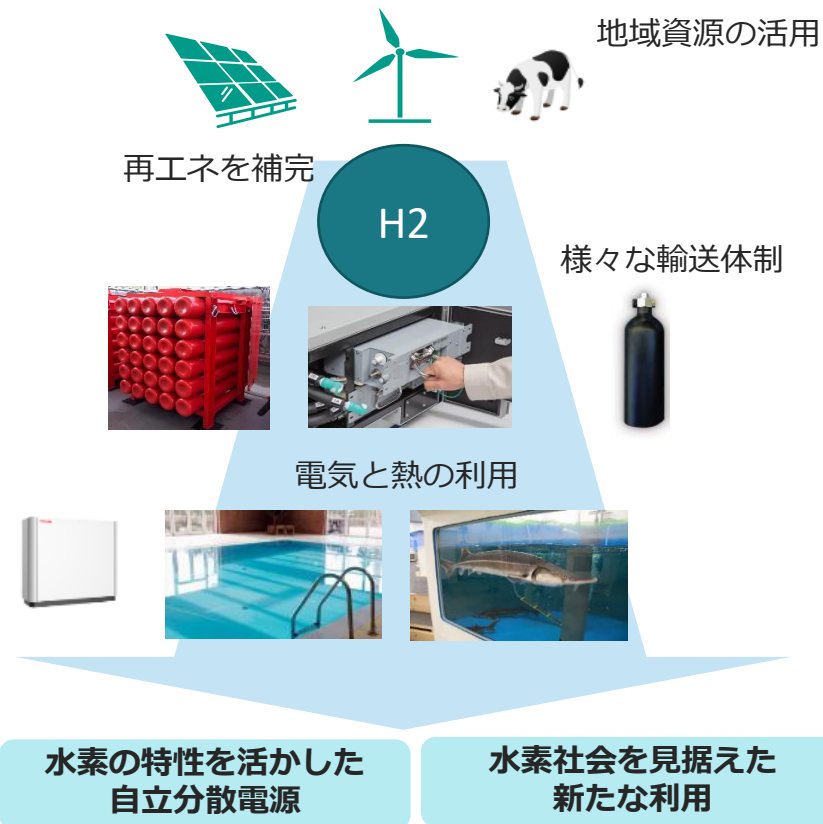 地域資源の活用
再エネを補完
H2
様々な輸送体制
電気と熱の利用
水素の特性を活かした
自立分散電源
水素社会を見据えた
新たな利用